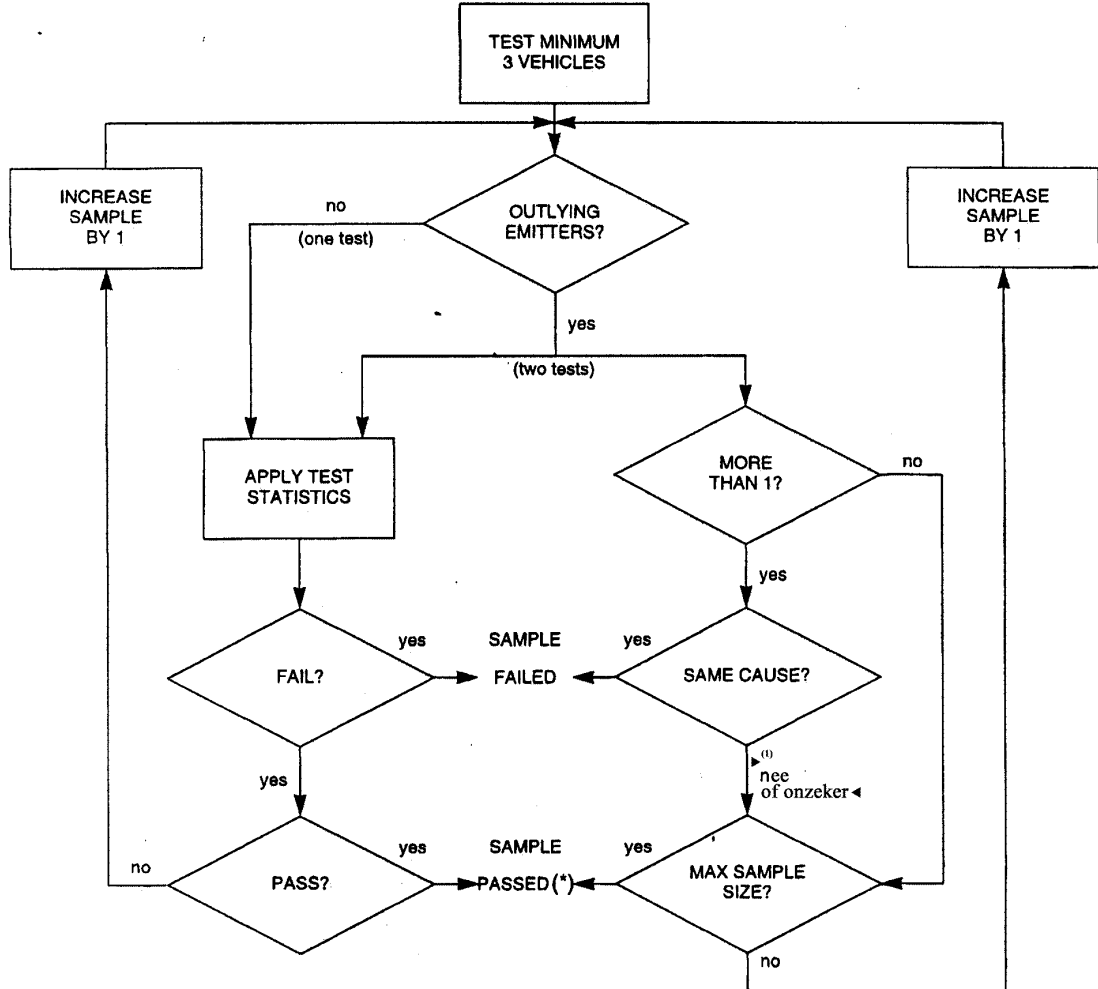 TEST MINIMUM
3 VEHICLES
INCREASE
SAMPLE
BY 1
INCREASE
SAMPLE
BY 1
OUTLYING
EMITTERS?
no
(one test)
yes
(two tests)
APPLY TEST
STATISTICS
MORE
THAN 1?
no
yes
FAIL?
yes
SAMPLE
FAILED
yes
SAME CAUSE?
yes
▶(1)
nee
of onzeker◀
no
PASS?
yes
SAMPLE
PASSED(*)
yes
MAX SAMPLE
SIZE?
no